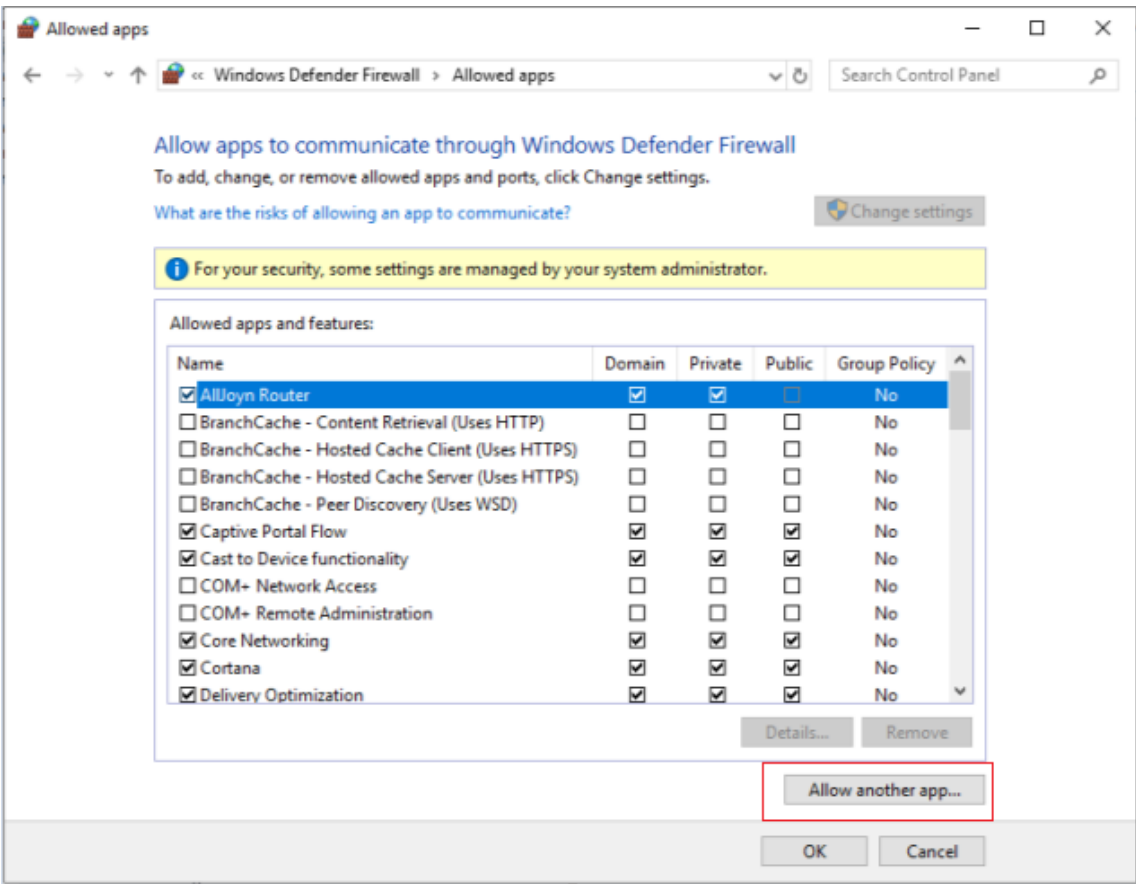 Allowed apps
« Windows Defender Firewall › Allowed apps
Search Control Panel
Allow apps to communicate through Windows Defender Firewall
To add, change, or remove allowed apps and ports, click Change settings.
What are the risks of allowing an app to communicate?
Change settings
For your security, some settings are managed by your system administrator.
Allowed apps and features:
Name Domain Private Public Group Policy
AllJoyn Router No
BranchCache - Content Retrieval (Uses HTTP) No
BranchCache - Hosted Cache Client (Uses HTTPS) No
BranchCache - Hosted Cache Server (Uses HTTPS) No
BranchCache - Peer Discovery (Uses WSD) No
Captive Portal Flow No
Cast to Device functionality No
COM+ Network Access No
COM+ Remote Administration No
Core Networking No
Cortana No
Delivery Optimization No
Details... Remove
Allow another app...
OK Cancel